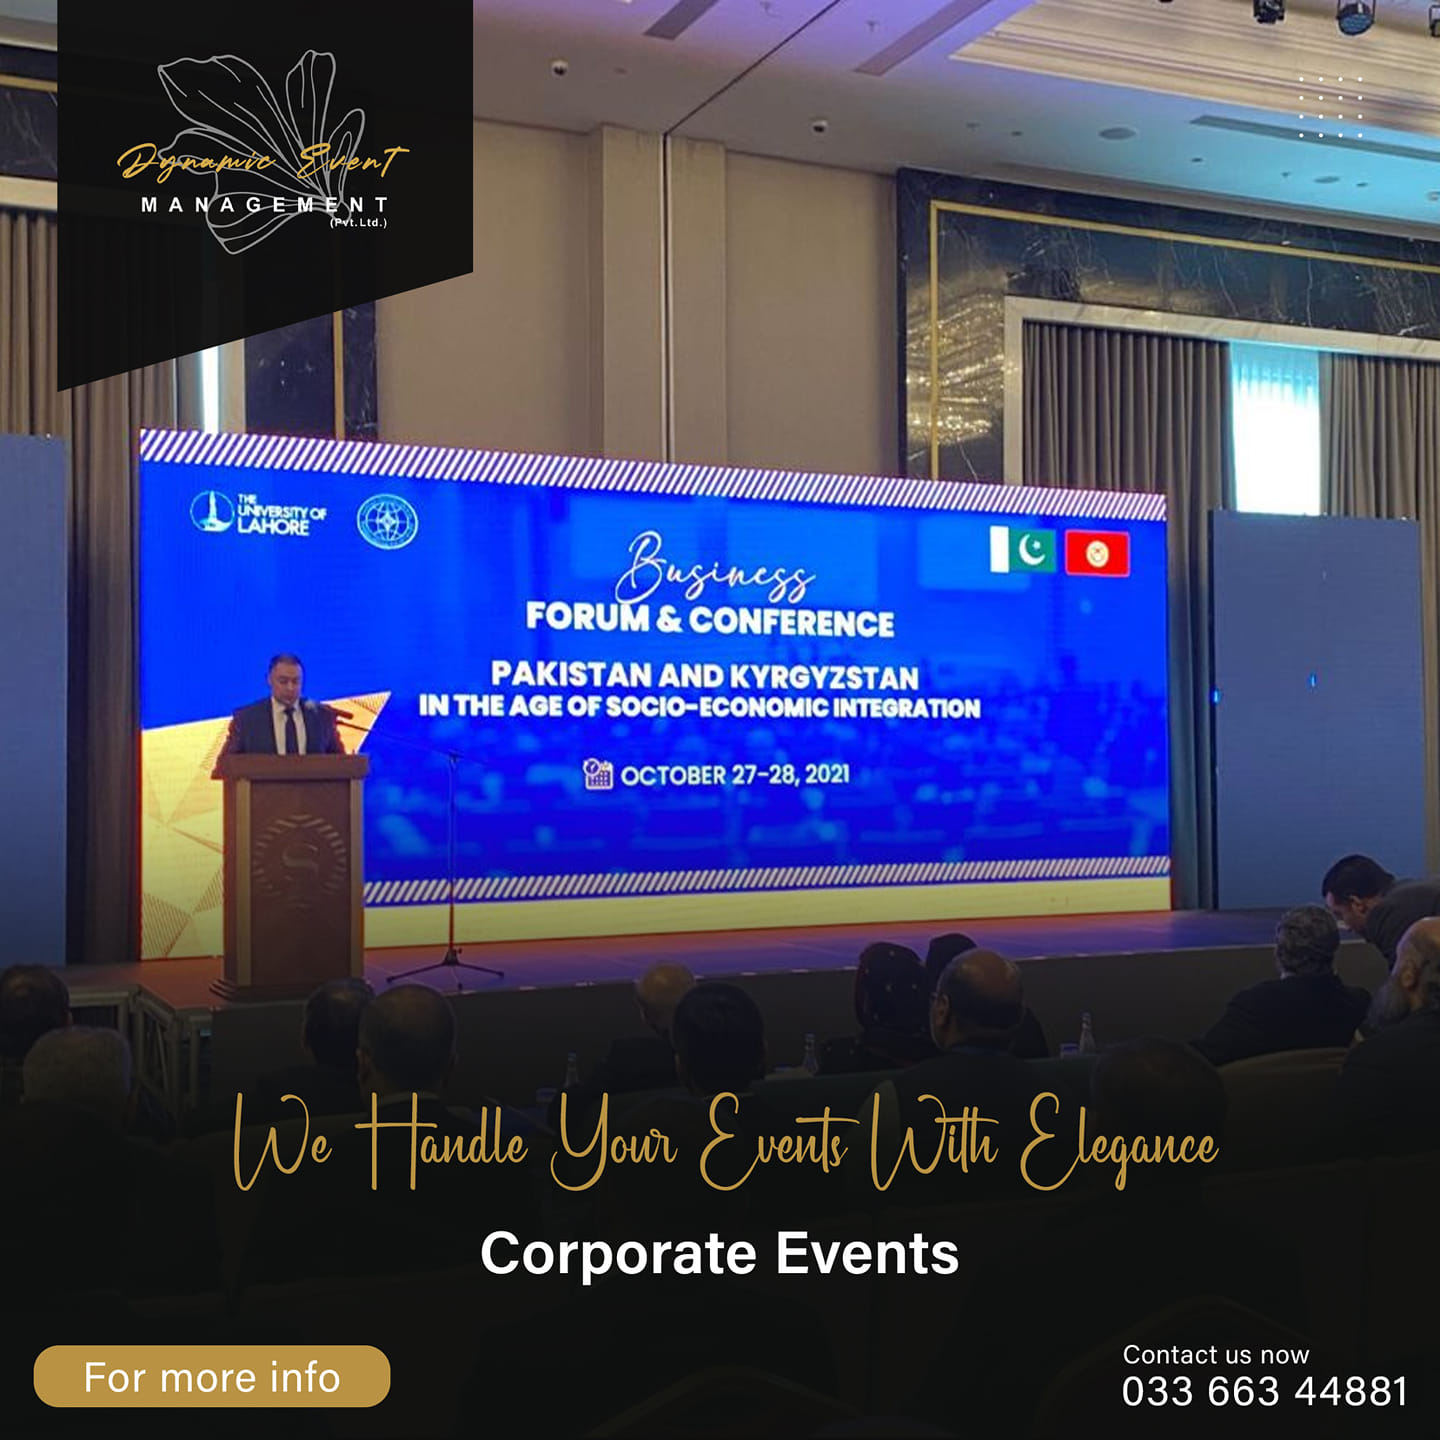 Dynamic Event
MANAGEMENT
(Pvt.Ltd.)
THE
UNIVERSITY OF
LAHORE
Business
FORUM & CONFERENCE
PAKISTAN AND KYRGYZSTAN
IN THE AGE OF SOCIO-ECONOMIC INTEGRATION
OCTOBER 27-28, 2021
S
We Handle Your Events With Elegance
Corporate Events
For more info
Contact us now
033 663 44881